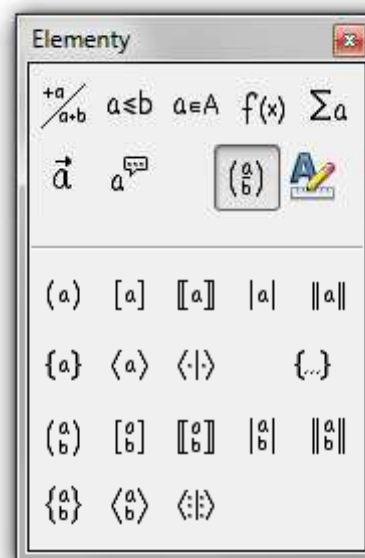 Elementy
+a/a+b a≤b a∈A f(x) Σa
a⃗ a (a/b) A
(a) [a] ⟦a⟧ |a| ‖a‖
{a} ⟨a⟩ ⟨·|·⟩ {...}
(a/b) [a/b] ⟦a/b⟧ |a/b| ‖a/b‖
{a/b} ⟨a/b⟩ ⟨:|:⟩